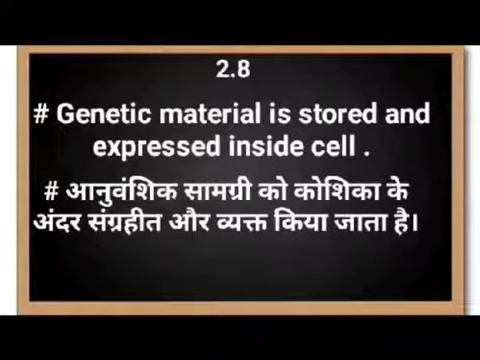 2.8
# Genetic material is stored and
expressed inside cell .
# आनुवंशिक सामग्री को कोशिका के
अंदर संग्रहीत और व्यक्त किया जाता है।